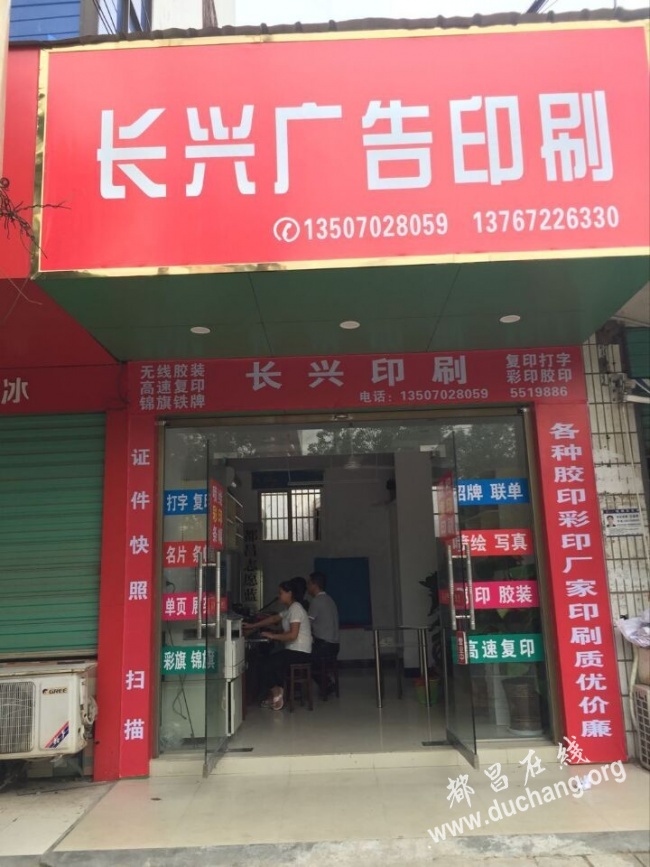 长兴广告印刷
13507028059 13767226330
冰
无线胶装
高速复印
锦旗铁牌
长兴印刷
电话：13507028059
复印打字
彩印胶印
5519886
证件快照 扫描
各种胶印彩印厂家印刷质优价廉
打字 复印
名片
单页
彩旗 锦旗
招牌 联单
喷绘 写真
印 胶装
高速复印
GREE
都昌在线
www.duchang.org